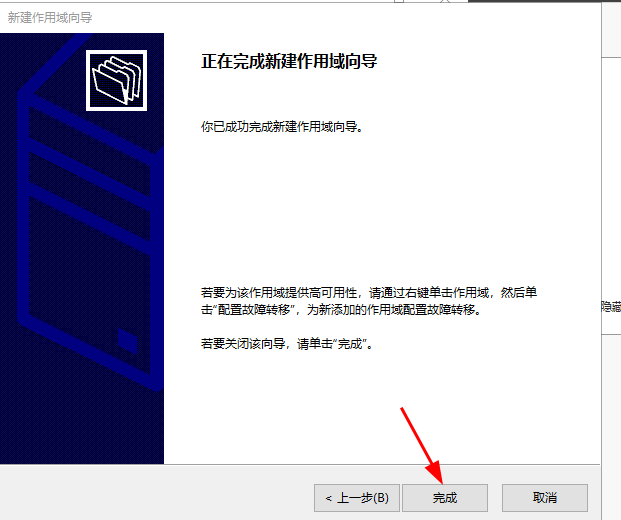 新建作用域向导
正在完成新建作用域向导
你已成功完成新建作用域向导。
若要为该作用域提供高可用性，请通过右键单击作用域，然后单
击“配置故障转移”，为新添加的作用域配置故障转移。
隐藏
若要关闭该向导，请单击“完成”。
< 上一步(B)
完成
取消